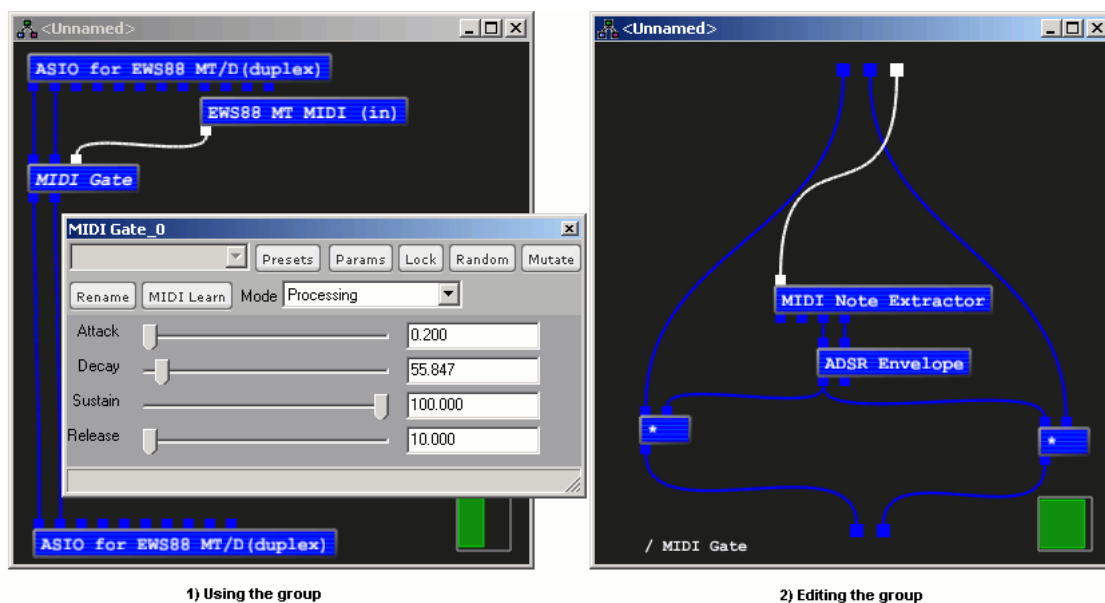 <Unnamed>
ASIO for EWS88 MT/D(duplex)
EWS88 MT MIDI (in)
MIDI Gate
MIDI Gate_0
Presets Params Lock Random Mutate
Rename MIDI Learn Mode Processing
Attack 0.200
Decay 55.847
Sustain 100.000
Release 10.000
ASIO for EWS88 MT/D(duplex)
1) Using the group
<Unnamed>
MIDI Note Extractor
ADSR Envelope
*
*
/ MIDI Gate
2) Editing the group